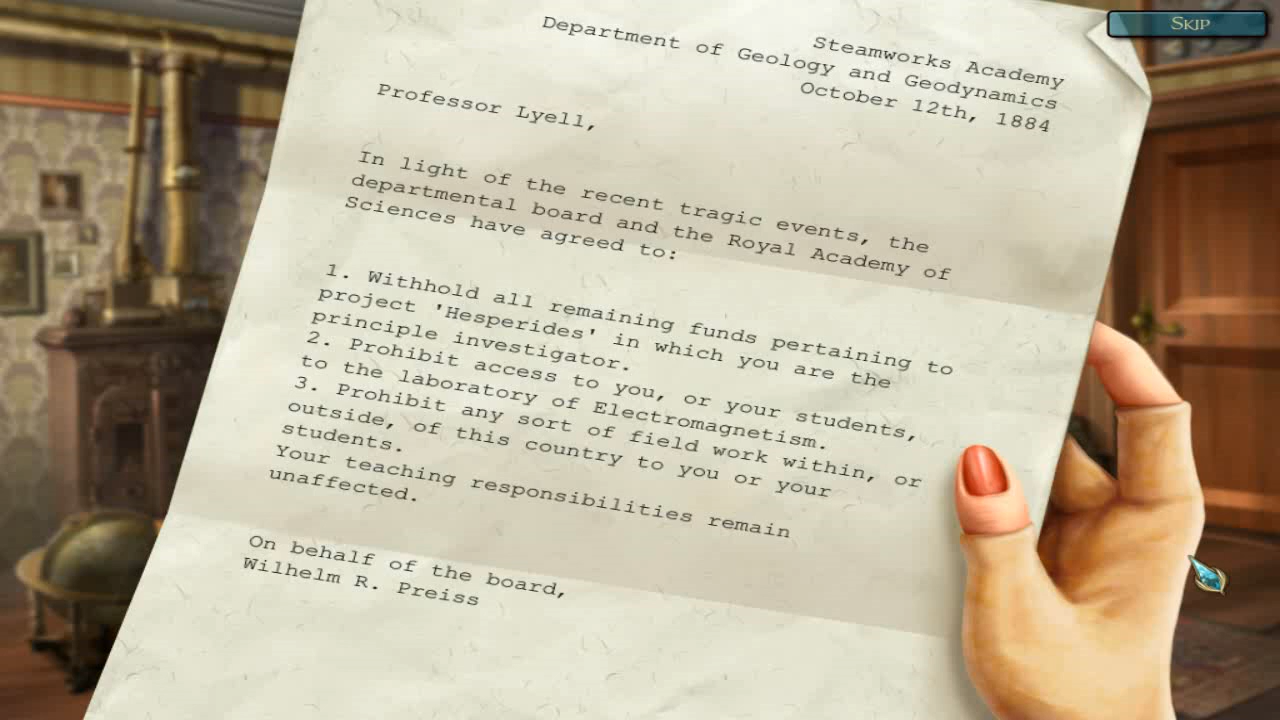 Skip
Steamworks Academy
Department of Geology and Geodynamics
October 12th, 1884
Professor Lyell,
In light of the recent tragic events, the
departmental board and the Royal Academy of
Sciences have agreed to:
1. Withhold all remaining funds pertaining to
project 'Hesperides' in which you are the
principle investigator.
2. Prohibit access to you, or your students,
to the laboratory of Electromagnetism.
3. Prohibit any sort of field work within, or
outside, of this country to you or your
students.
Your teaching responsibilities remain
unaffected.
On behalf of the board,
Wilhelm R. Preiss